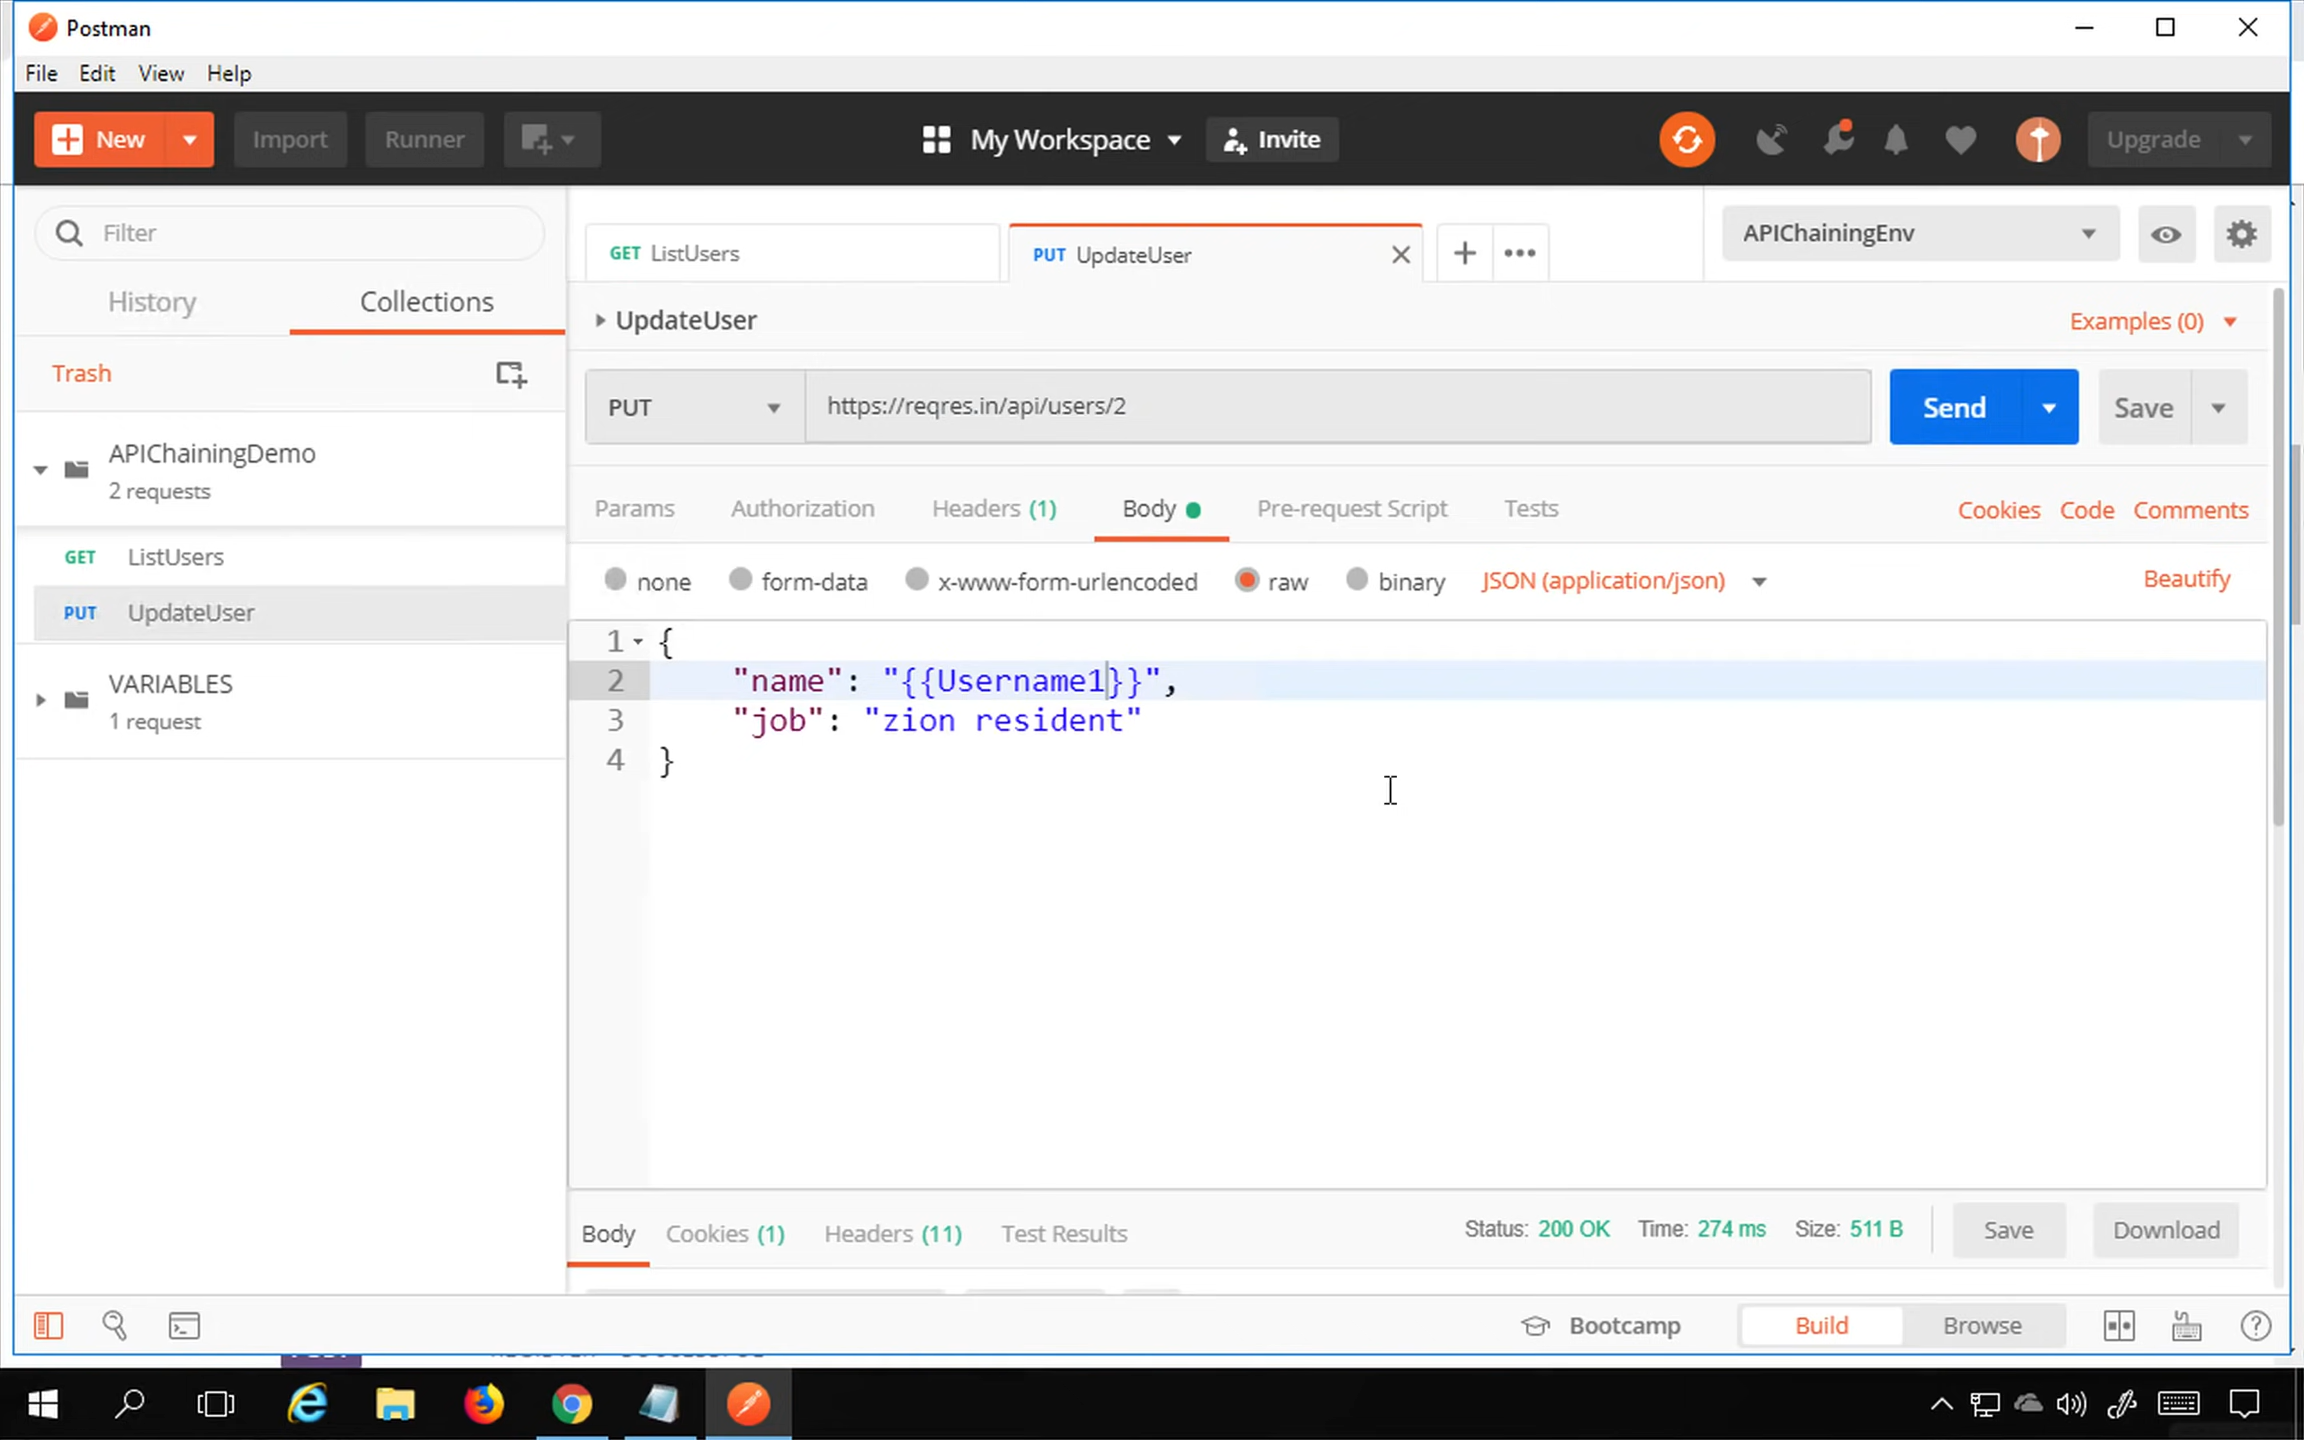 Postman
File Edit View Help
New Import Runner My Workspace Invite Upgrade
Filter
History Collections
Trash
APIChainingDemo
2 requests
GET ListUsers
PUT UpdateUser
VARIABLES
1 request
GET ListUsers PUT UpdateUser APIChainingEnv
UpdateUser Examples (0)
PUT https://reqres.in/api/users/2 Send Save
Params Authorization Headers (1) Body Pre-request Script Tests Cookies Code Comments
none form-data x-www-form-urlencoded raw binary JSON (application/json) Beautify
1 {
2 "name": "{{Username1}}",
3 "job": "zion resident"
4 }
Body Cookies (1) Headers (11) Test Results Status: 200 OK Time: 274 ms Size: 511 B Save Download
Bootcamp Build Browse